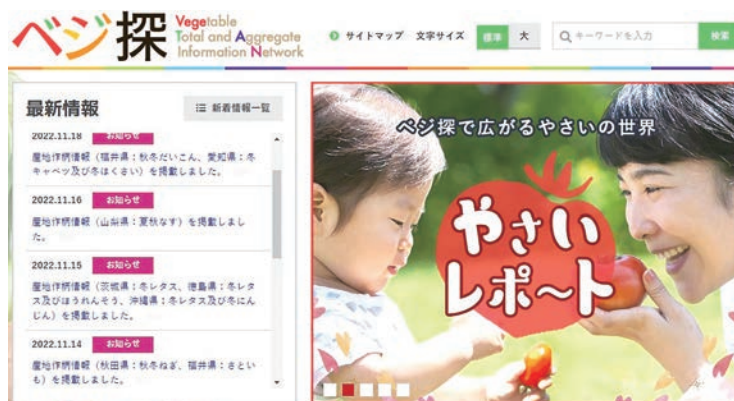 ベジ探
Vegetable
Total and Aggregate
Information Network
サイトマップ
文字サイズ
標準
大
キーワードを入力
検索
最新情報
新着情報一覧
2022.11.18 お知らせ
産地作柄情報（福井県：秋冬だいこん、愛知県：冬
キャベツ及び冬はくさい）を掲載しました。
2022.11.16 お知らせ
産地作柄情報（山梨県：夏秋なす）を掲載しまし
た。
2022.11.15 お知らせ
産地作柄情報（茨城県：冬レタス、徳島県：冬レタ
ス及びほうれんそう、沖縄県：冬レタス及び冬にん
じん）を掲載しました。
2022.11.14 お知らせ
産地作柄情報（秋田県：秋冬ねぎ、福井県：さとい
も）を掲載しました。
ベジ探で広がるやさいの世界
やさい
レポ〜ト